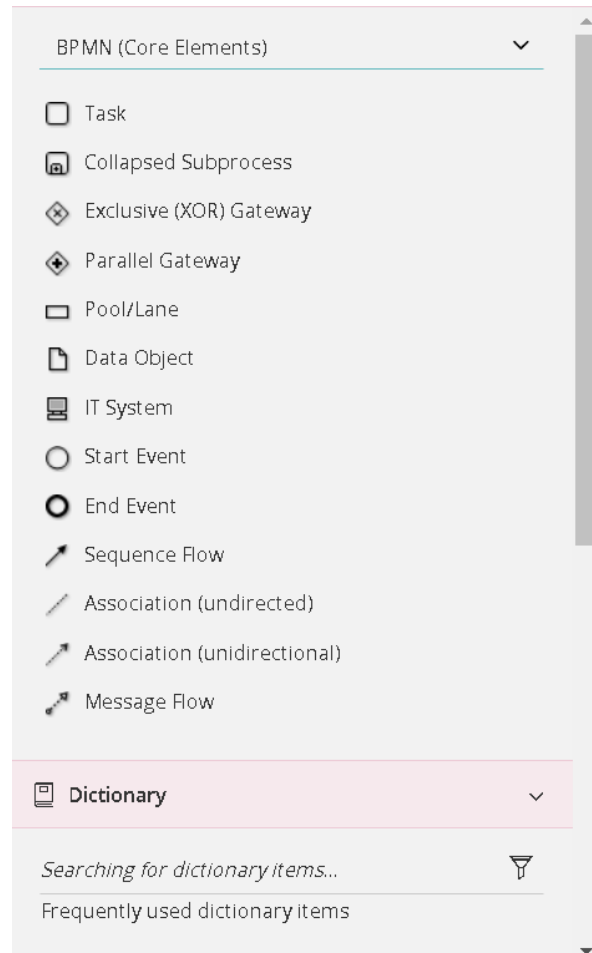 BPMN (Core Elements)
Task
Collapsed Subprocess
Exclusive (XOR) Gateway
Parallel Gateway
Pool/Lane
Data Object
IT System
Start Event
End Event
Sequence Flow
Association (undirected)
Association (unidirectional)
Message Flow
Dictionary
Searching for dictionary items...
Frequently used dictionary items